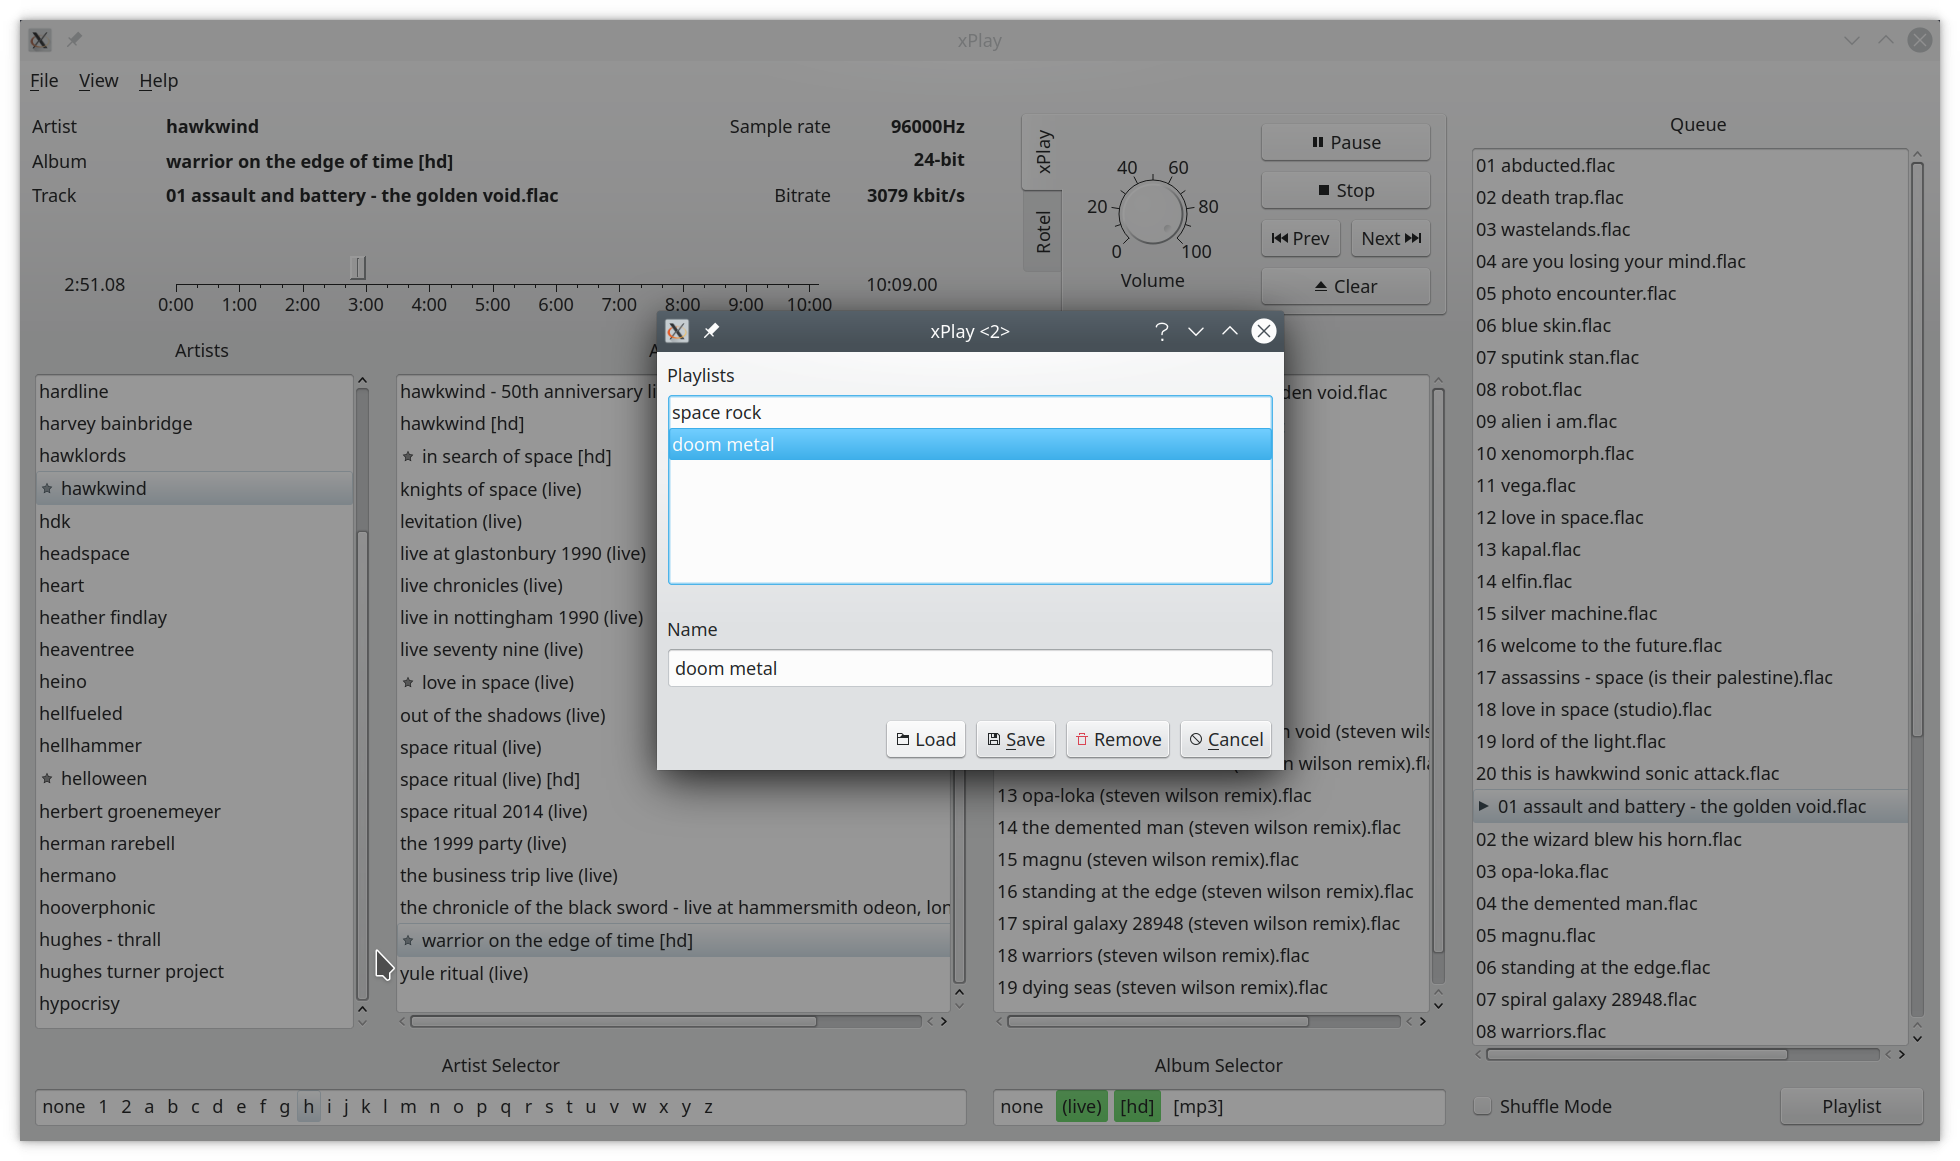 xPlay
File View Help
Artist hawkwind
Album warrior on the edge of time [hd]
Track 01 assault and battery - the golden void.flac
Sample rate 96000Hz
24-bit
Bitrate 3079 kbit/s
2:51.08
0:00 1:00 2:00 3:00 4:00 5:00 6:00 7:00 8:00 9:00 10:00
10:09.00
xPlay
Rotel
0 20 40 60 80 100
Volume
Pause
Stop
Prev Next
Clear
Artists
hardline
harvey bainbridge
hawklords
hawkwind
hdk
headspace
heart
heather findlay
heaventree
heino
hellfueled
hellhammer
helloween
herbert groenemeyer
herman rarebell
hermano
hooverphonic
hughes - thrall
hughes turner project
hypocrisy
A
hawkwind - 50th anniversary li
hawkwind [hd]
in search of space [hd]
knights of space (live)
levitation (live)
live at glastonbury 1990 (live)
live chronicles (live)
live in nottingham 1990 (live)
live seventy nine (live)
love in space (live)
out of the shadows (live)
space ritual (live)
space ritual (live) [hd]
space ritual 2014 (live)
the 1999 party (live)
the business trip live (live)
the chronicle of the black sword - live at hammersmith odeon, lon
warrior on the edge of time [hd]
yule ritual (live)
xPlay <2>
Playlists
space rock
doom metal
Name
doom metal
Load Save Remove Cancel
den void.flac
n void (steven wils
n wilson remix).fla
13 opa-loka (steven wilson remix).flac
14 the demented man (steven wilson remix).flac
15 magnu (steven wilson remix).flac
16 standing at the edge (steven wilson remix).flac
17 spiral galaxy 28948 (steven wilson remix).flac
18 warriors (steven wilson remix).flac
19 dying seas (steven wilson remix).flac
Queue
01 abducted.flac
02 death trap.flac
03 wastelands.flac
04 are you losing your mind.flac
05 photo encounter.flac
06 blue skin.flac
07 sputink stan.flac
08 robot.flac
09 alien i am.flac
10 xenomorph.flac
11 vega.flac
12 love in space.flac
13 kapal.flac
14 elfin.flac
15 silver machine.flac
16 welcome to the future.flac
17 assassins - space (is their palestine).flac
18 love in space (studio).flac
19 lord of the light.flac
20 this is hawkwind sonic attack.flac
01 assault and battery - the golden void.flac
02 the wizard blew his horn.flac
03 opa-loka.flac
04 the demented man.flac
05 magnu.flac
06 standing at the edge.flac
07 spiral galaxy 28948.flac
08 warriors.flac
Artist Selector
none 1 2 a b c d e f g h i j k l m n o p q r s t u v w x y z
Album Selector
none (live) [hd] [mp3]
Shuffle Mode
Playlist